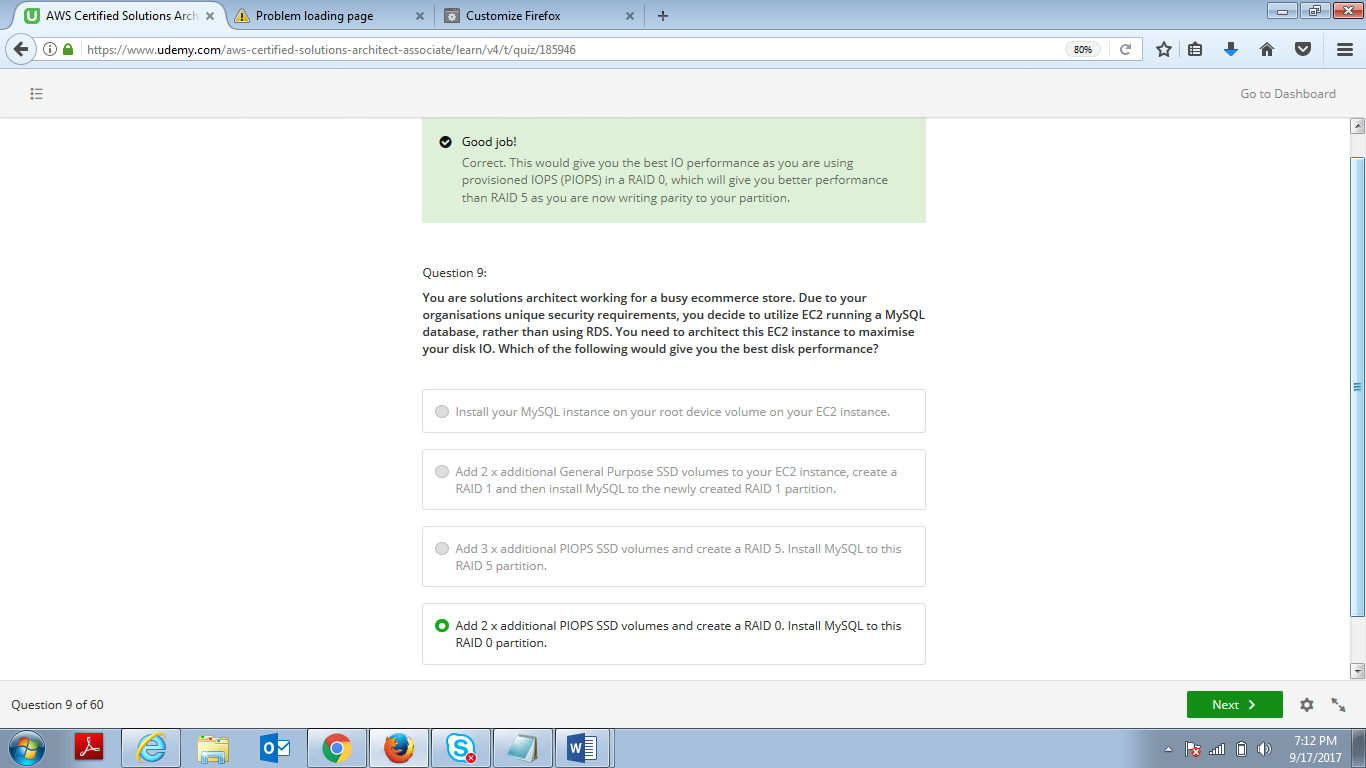 AWS Certified Solutions Arch
Problem loading page
Customize Firefox
https://www.udemy.com/aws-certified-solutions-architect-associate/learn/v4/t/quiz/185946
80%
Go to Dashboard
Good job!
Correct. This would give you the best IO performance as you are using
provisioned IOPS (PIOPS) in a RAID 0, which will give you better performance
than RAID 5 as you are now writing parity to your partition.
Question 9:
You are solutions architect working for a busy ecommerce store. Due to your
organisations unique security requirements, you decide to utilize EC2 running a MySQL
database, rather than using RDS. You need to architect this EC2 instance to maximise
your disk IO. Which of the following would give you the best disk performance?
Install your MySQL instance on your root device volume on your EC2 instance.
Add 2 x additional General Purpose SSD volumes to your EC2 instance, create a
RAID 1 and then install MySQL to the newly created RAID 1 partition.
Add 3 x additional PIOPS SSD volumes and create a RAID 5. Install MySQL to this
RAID 5 partition.
Add 2 x additional PIOPS SSD volumes and create a RAID 0. Install MySQL to this
RAID 0 partition.
Question 9 of 60
Next
7:12 PM
9/17/2017